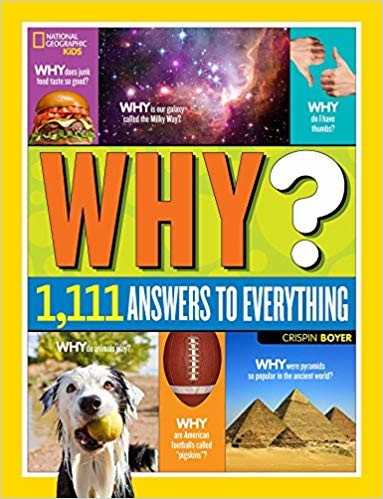 NATIONAL
GEOGRAPHIC
KiDS
WHY does junk
food taste so good?
WHY is our galaxy
called the Milky Way?
WHY
do I have
thumbs?
WHY?
1,111 ANSWERS TO EVERYTHING
CRISPIN BOYER
WHY do animals play?
WHY
are American
footballs called
"pigskins"?
WHY were pyramids
so popular in the ancient world?